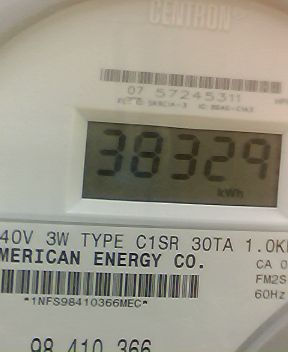 CENTRON
07 57245311
38329
kWh
40V 3W TYPE C1SR 30TA 1.0K
MERICAN ENERGY CO.
CA 0
FM2S
*1NFS98410366MEC*
60Hz
98 410 366